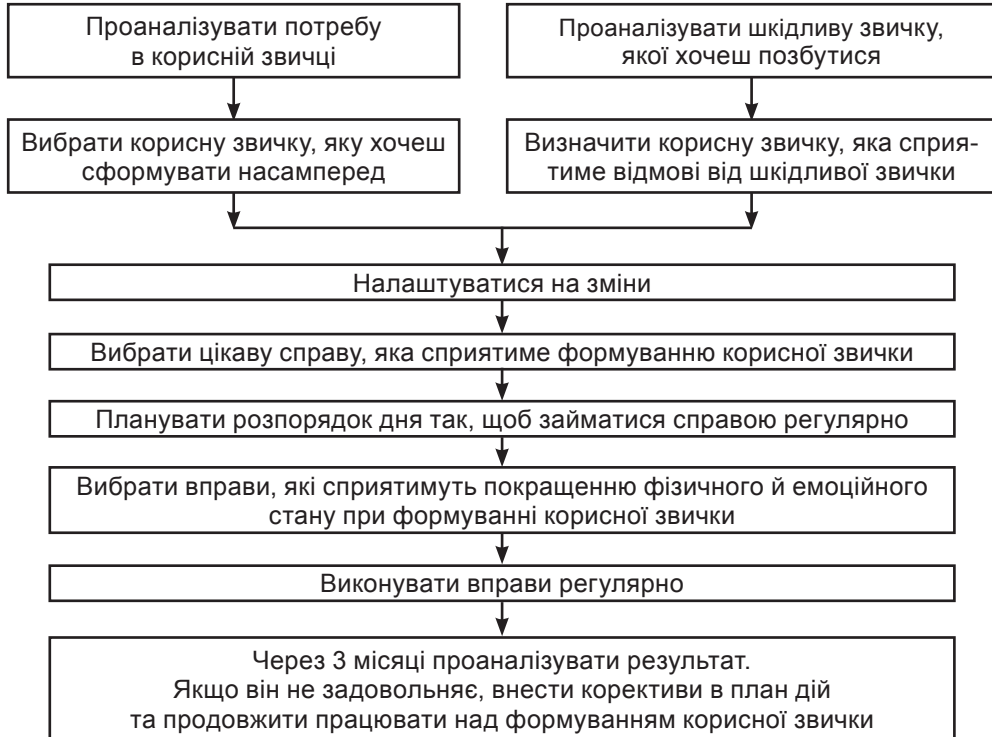 Проаналізувати потребу
в корисній звичці
Проаналізувати шкідливу звичку,
якої хочеш позбутися
Вибрати корисну звичку, яку хочеш
сформувати насамперед
Визначити корисну звичку, яка сприя-
тиме відмові від шкідливої звички
Налаштуватися на зміни
Вибрати цікаву справу, яка сприятиме формуванню корисної звички
Планувати розпорядок дня так, щоб займатися справою регулярно
Вибрати вправи, які сприятимуть покращенню фізичного й емоційного
стану при формуванні корисної звички
Виконувати вправи регулярно
Через 3 місяці проаналізувати результат.
Якщо він не задовольняє, внести корективи в план дій
та продовжити працювати над формуванням корисної звички